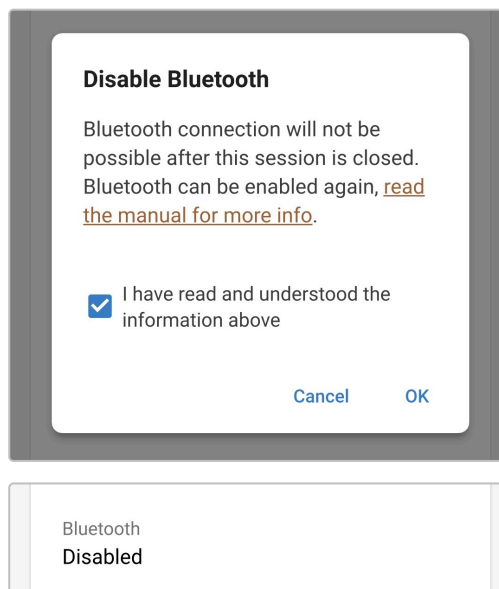 Disable Bluetooth
Bluetooth connection will not be
possible after this session is closed.
Bluetooth can be enabled again, read
the manual for more info.
I have read and understood the
information above
Cancel OK
Bluetooth
Disabled